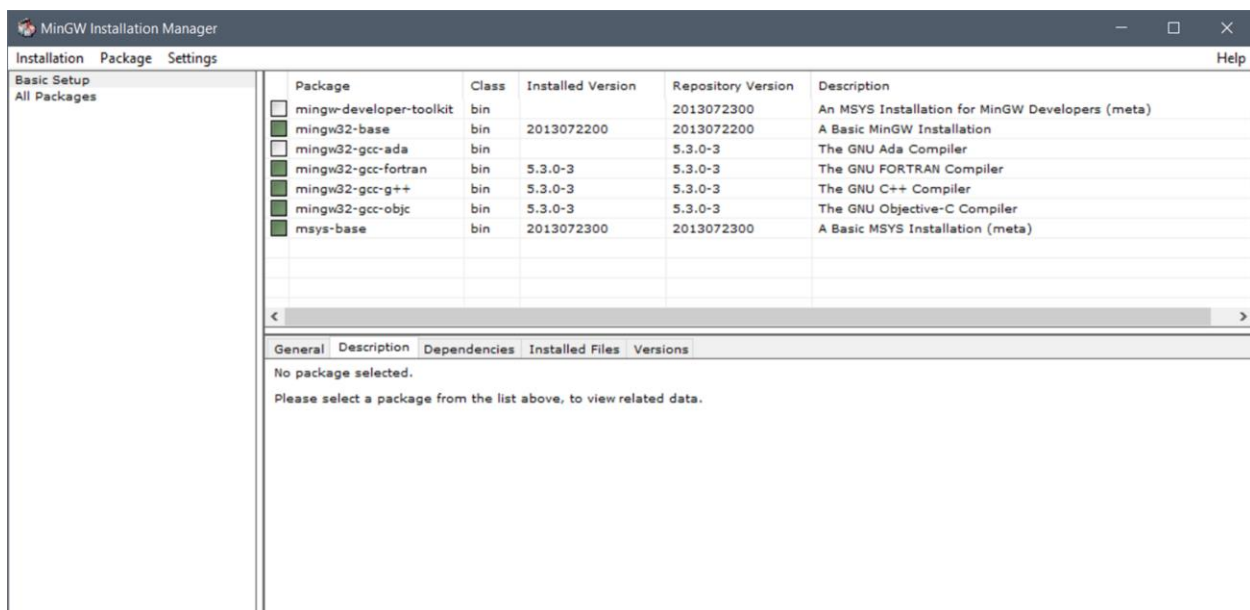 MinGW Installation Manager
Installation Package Settings Help
Basic Setup
All Packages
Package Class Installed Version Repository Version Description
mingw-developer-toolkit bin 2013072300 An MSYS Installation for MinGW Developers (meta)
mingw32-base bin 2013072200 2013072200 A Basic MinGW Installation
mingw32-gcc-ada bin 5.3.0-3 The GNU Ada Compiler
mingw32-gcc-fortran bin 5.3.0-3 5.3.0-3 The GNU FORTRAN Compiler
mingw32-gcc-g++ bin 5.3.0-3 5.3.0-3 The GNU C++ Compiler
mingw32-gcc-objc bin 5.3.0-3 5.3.0-3 The GNU Objective-C Compiler
msys-base bin 2013072300 2013072300 A Basic MSYS Installation (meta)
General Description Dependencies Installed Files Versions
No package selected.
Please select a package from the list above, to view related data.